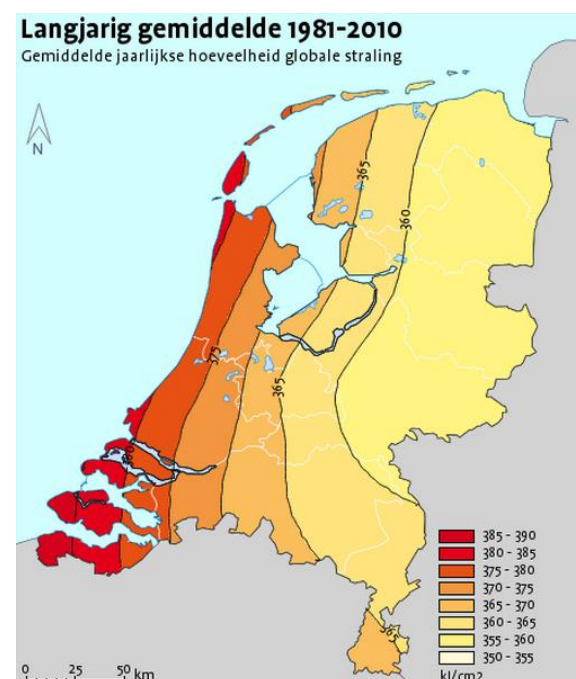 Langjarig gemiddelde 1981-2010
Gemiddelde jaarlijkse hoeveelheid globale straling
N
365
360
375
365
380
365
385 - 390
380 - 385
375 - 380
370 - 375
365 - 370
360 - 365
355 - 360
350 - 355
kJ/cm2
0 25 50 km